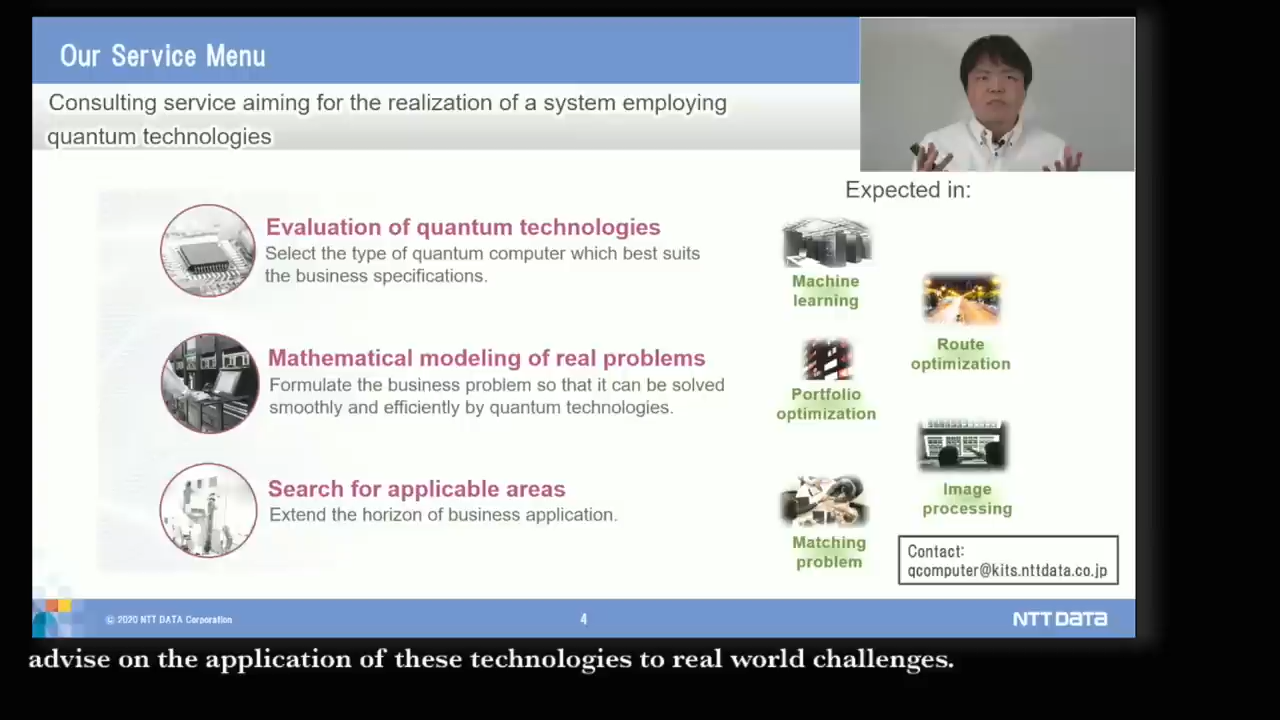 Our Service Menu
Consulting service aiming for the realization of a system employing
quantum technologies
Evaluation of quantum technologies
Select the type of quantum computer which best suits
the business specifications.
Mathematical modeling of real problems
Formulate the business problem so that it can be solved
smoothly and efficiently by quantum technologies.
Search for applicable areas
Extend the horizon of business application.
Expected in:
Machine
learning
Route
optimization
Portfolio
optimization
Image
processing
Matching
problem
Contact:
qcomputer@kits.nttdata.co.jp
© 2020 NTT DATA Corporation
4
NTT DATA
advise on the application of these technologies to real world challenges.